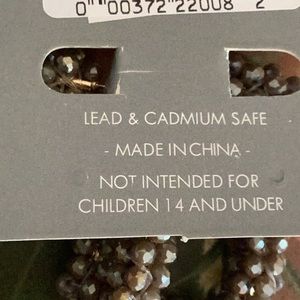 0 00372 22008 2
LEAD & CADMIUM SAFE
- MADE IN CHINA -
NOT INTENDED FOR
CHILDREN 14 AND UNDER